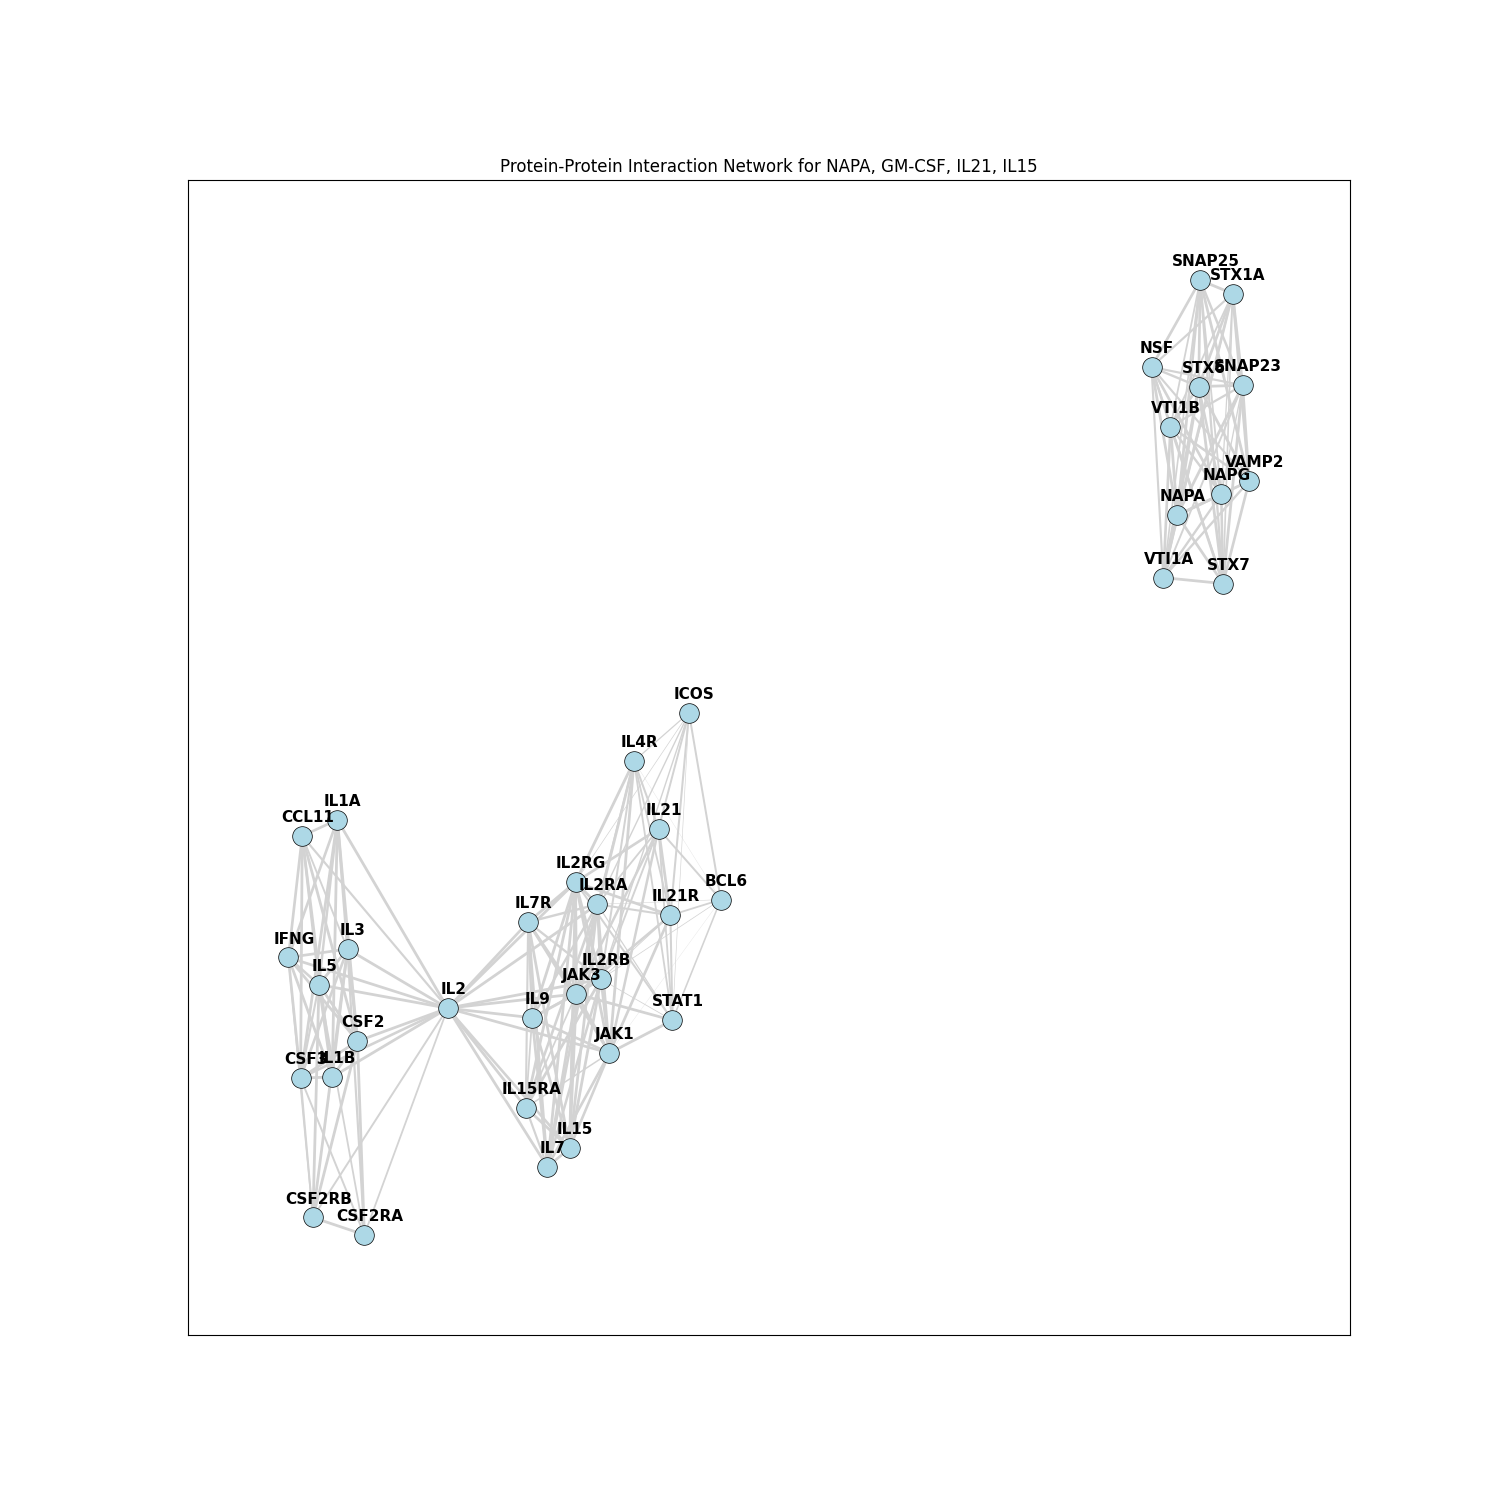 Protein-Protein Interaction Network for NAPA, GM-CSF, IL21, IL15
SNAP25
STX1A
NSF
STX6
SNAP23
VTI1B
VAMP2
NAPG
NAPA
VTI1A
STX7
ICOS
IL4R
IL1A
CCL11
IL21
IL2RG
IL2RA
BCL6
IL21R
IL7R
IL3
IFNG
IL5
IL2RB
JAK3
IL2
IL9
STAT1
CSF2
JAK1
CSF3
IL1B
IL15RA
IL15
IL7
CSF2RB
CSF2RA